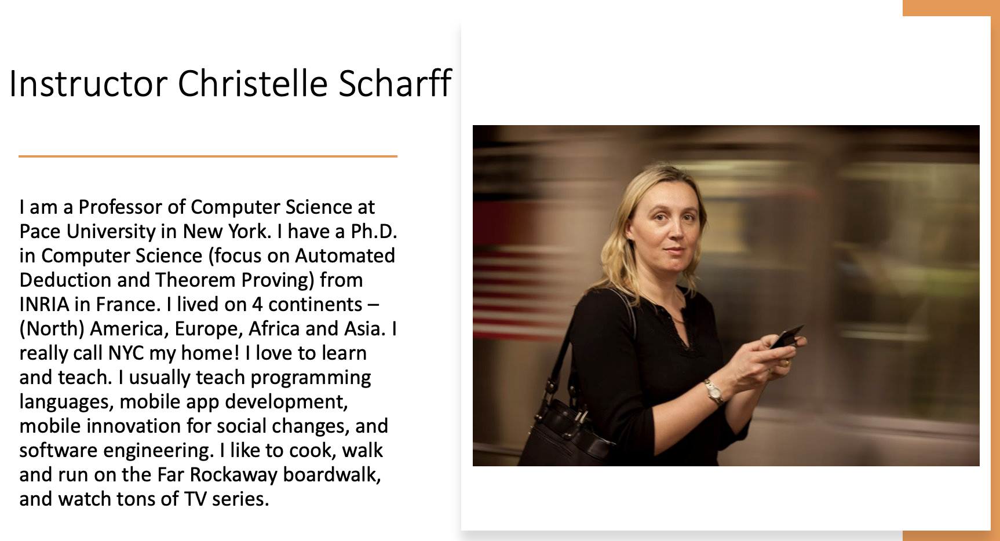 Instructor Christelle Scharff
I am a Professor of Computer Science at
Pace University in New York. I have a Ph.D.
in Computer Science (focus on Automated
Deduction and Theorem Proving) from
INRIA in France. I lived on 4 continents –
(North) America, Europe, Africa and Asia. I
really call NYC my home! I love to learn
and teach. I usually teach programming
languages, mobile app development,
mobile innovation for social changes, and
software engineering. I like to cook, walk
and run on the Far Rockaway boardwalk,
and watch tons of TV series.